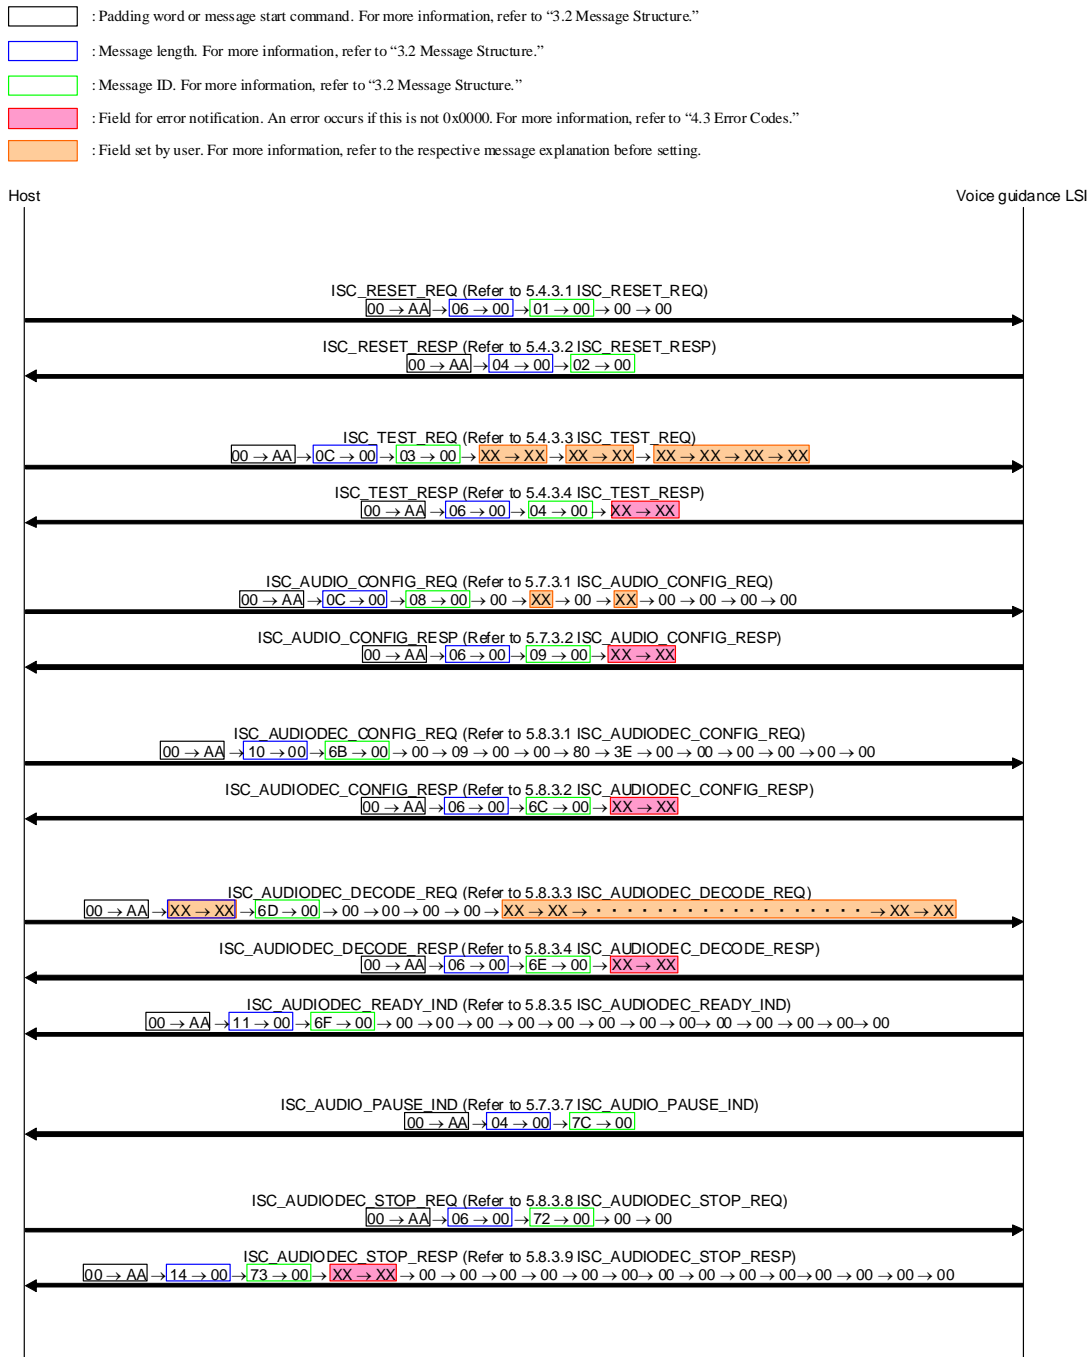 : Padding word or message start command. For more information, refer to “3.2 Message Structure.”
: Message length. For more information, refer to “3.2 Message Structure.”
: Message ID. For more information, refer to “3.2 Message Structure.”
: Field for error notification. An error occurs if this is not 0x0000. For more information, refer to “4.3 Error Codes.”
: Field set by user. For more information, refer to the respective message explanation before setting.
Host Voice guidance LSI
ISC_RESET_REQ (Refer to 5.4.3.1 ISC_RESET_REQ)
00 → AA → 06 → 00 → 01 → 00 → 00 → 00
ISC_RESET_RESP (Refer to 5.4.3.2 ISC_RESET_RESP)
00 → AA → 04 → 00 → 02 → 00
ISC_TEST_REQ (Refer to 5.4.3.3 ISC_TEST_REQ)
00 → AA → 0C → 00 → 03 → 00 → XX → XX → XX → XX → XX → XX → XX → XX
ISC_TEST_RESP (Refer to 5.4.3.4 ISC_TEST_RESP)
00 → AA → 06 → 00 → 04 → 00 → XX → XX
ISC_AUDIO_CONFIG_REQ (Refer to 5.7.3.1 ISC_AUDIO_CONFIG_REQ)
00 → AA → 0C → 00 → 08 → 00 → 00 → XX → 00 → XX → 00 → 00 → 00 → 00
ISC_AUDIO_CONFIG_RESP (Refer to 5.7.3.2 ISC_AUDIO_CONFIG_RESP)
00 → AA → 06 → 00 → 09 → 00 → XX → XX
ISC_AUDIODEC_CONFIG_REQ (Refer to 5.8.3.1 ISC_AUDIODEC_CONFIG_REQ)
00 → AA → 10 → 00 → 6B → 00 → 00 → 09 → 00 → 00 → 80 → 3E → 00 → 00 → 00 → 00 → 00 → 00
ISC_AUDIODEC_CONFIG_RESP (Refer to 5.8.3.2 ISC_AUDIODEC_CONFIG_RESP)
00 → AA → 06 → 00 → 6C → 00 → XX → XX
ISC_AUDIODEC_DECODE_REQ (Refer to 5.8.3.3 ISC_AUDIODEC_DECODE_REQ)
00 → AA → XX → XX → 6D → 00 → 00 → 00 → 00 → 00 → XX → XX → ・・・・・・・・・・・・・・・・・・ → XX → XX
ISC_AUDIODEC_DECODE_RESP (Refer to 5.8.3.4 ISC_AUDIODEC_DECODE_RESP)
00 → AA → 06 → 00 → 6E → 00 → XX → XX
ISC_AUDIODEC_READY_IND (Refer to 5.8.3.5 ISC_AUDIODEC_READY_IND)
00 → AA → 11 → 00 → 6F → 00 → 00 → 00 → 00 → 00 → 00 → 00 → 00 → 00 → 00 → 00 → 00 → 00 → 00
ISC_AUDIO_PAUSE_IND (Refer to 5.7.3.7 ISC_AUDIO_PAUSE_IND)
00 → AA → 04 → 00 → 7C → 00
ISC_AUDIODEC_STOP_REQ (Refer to 5.8.3.8 ISC_AUDIODEC_STOP_REQ)
00 → AA → 06 → 00 → 72 → 00 → 00 → 00
ISC_AUDIODEC_STOP_RESP (Refer to 5.8.3.9 ISC_AUDIODEC_STOP_RESP)
00 → AA → 14 → 00 → 73 → 00 → XX → XX → 00 → 00 → 00 → 00 → 00 → 00 → 00 → 00 → 00 → 00 → 00 → 00 → 00 → 00